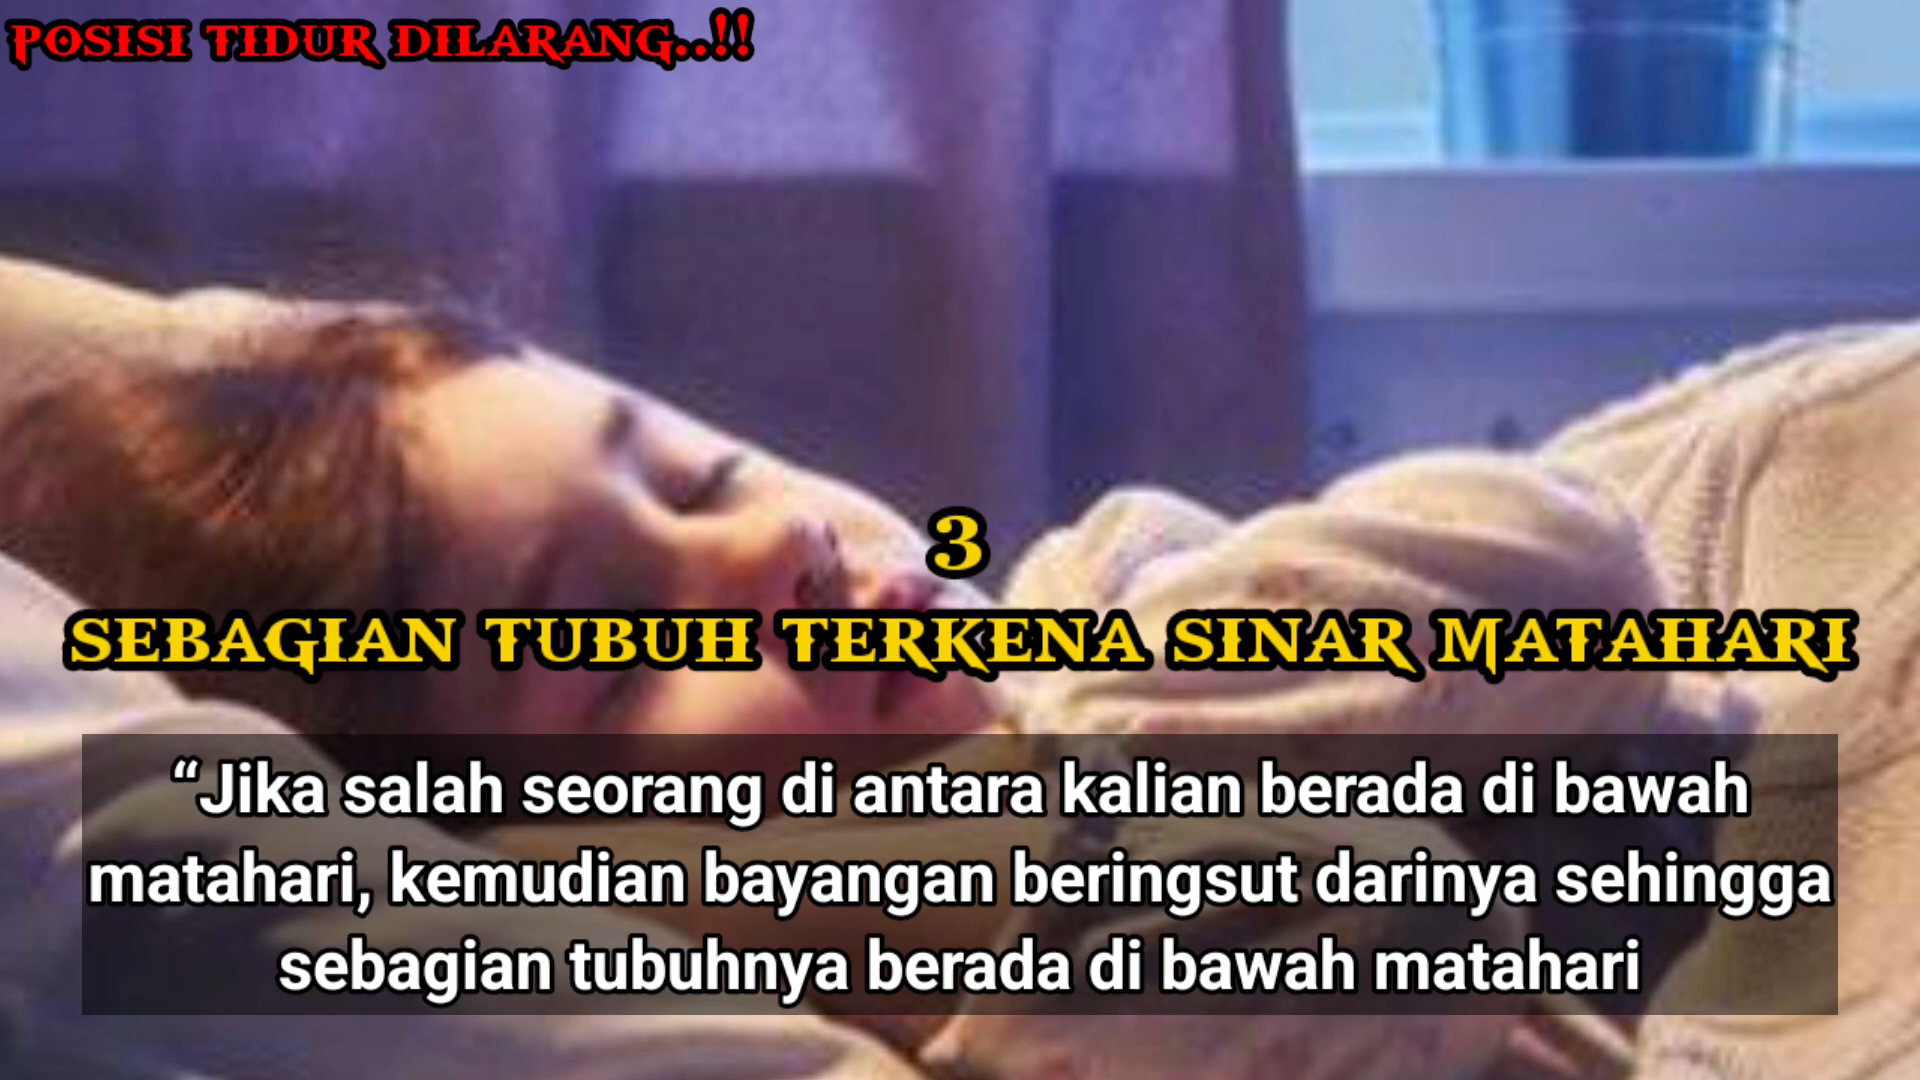 POSISI TIDUR DILARANG..!!
3
SEBAGIAN TUBUH TERKENA SINAR MATAHARI
“Jika salah seorang di antara kalian berada di bawah
matahari, kemudian bayangan beringsut darinya sehingga
sebagian tubuhnya berada di bawah matahari